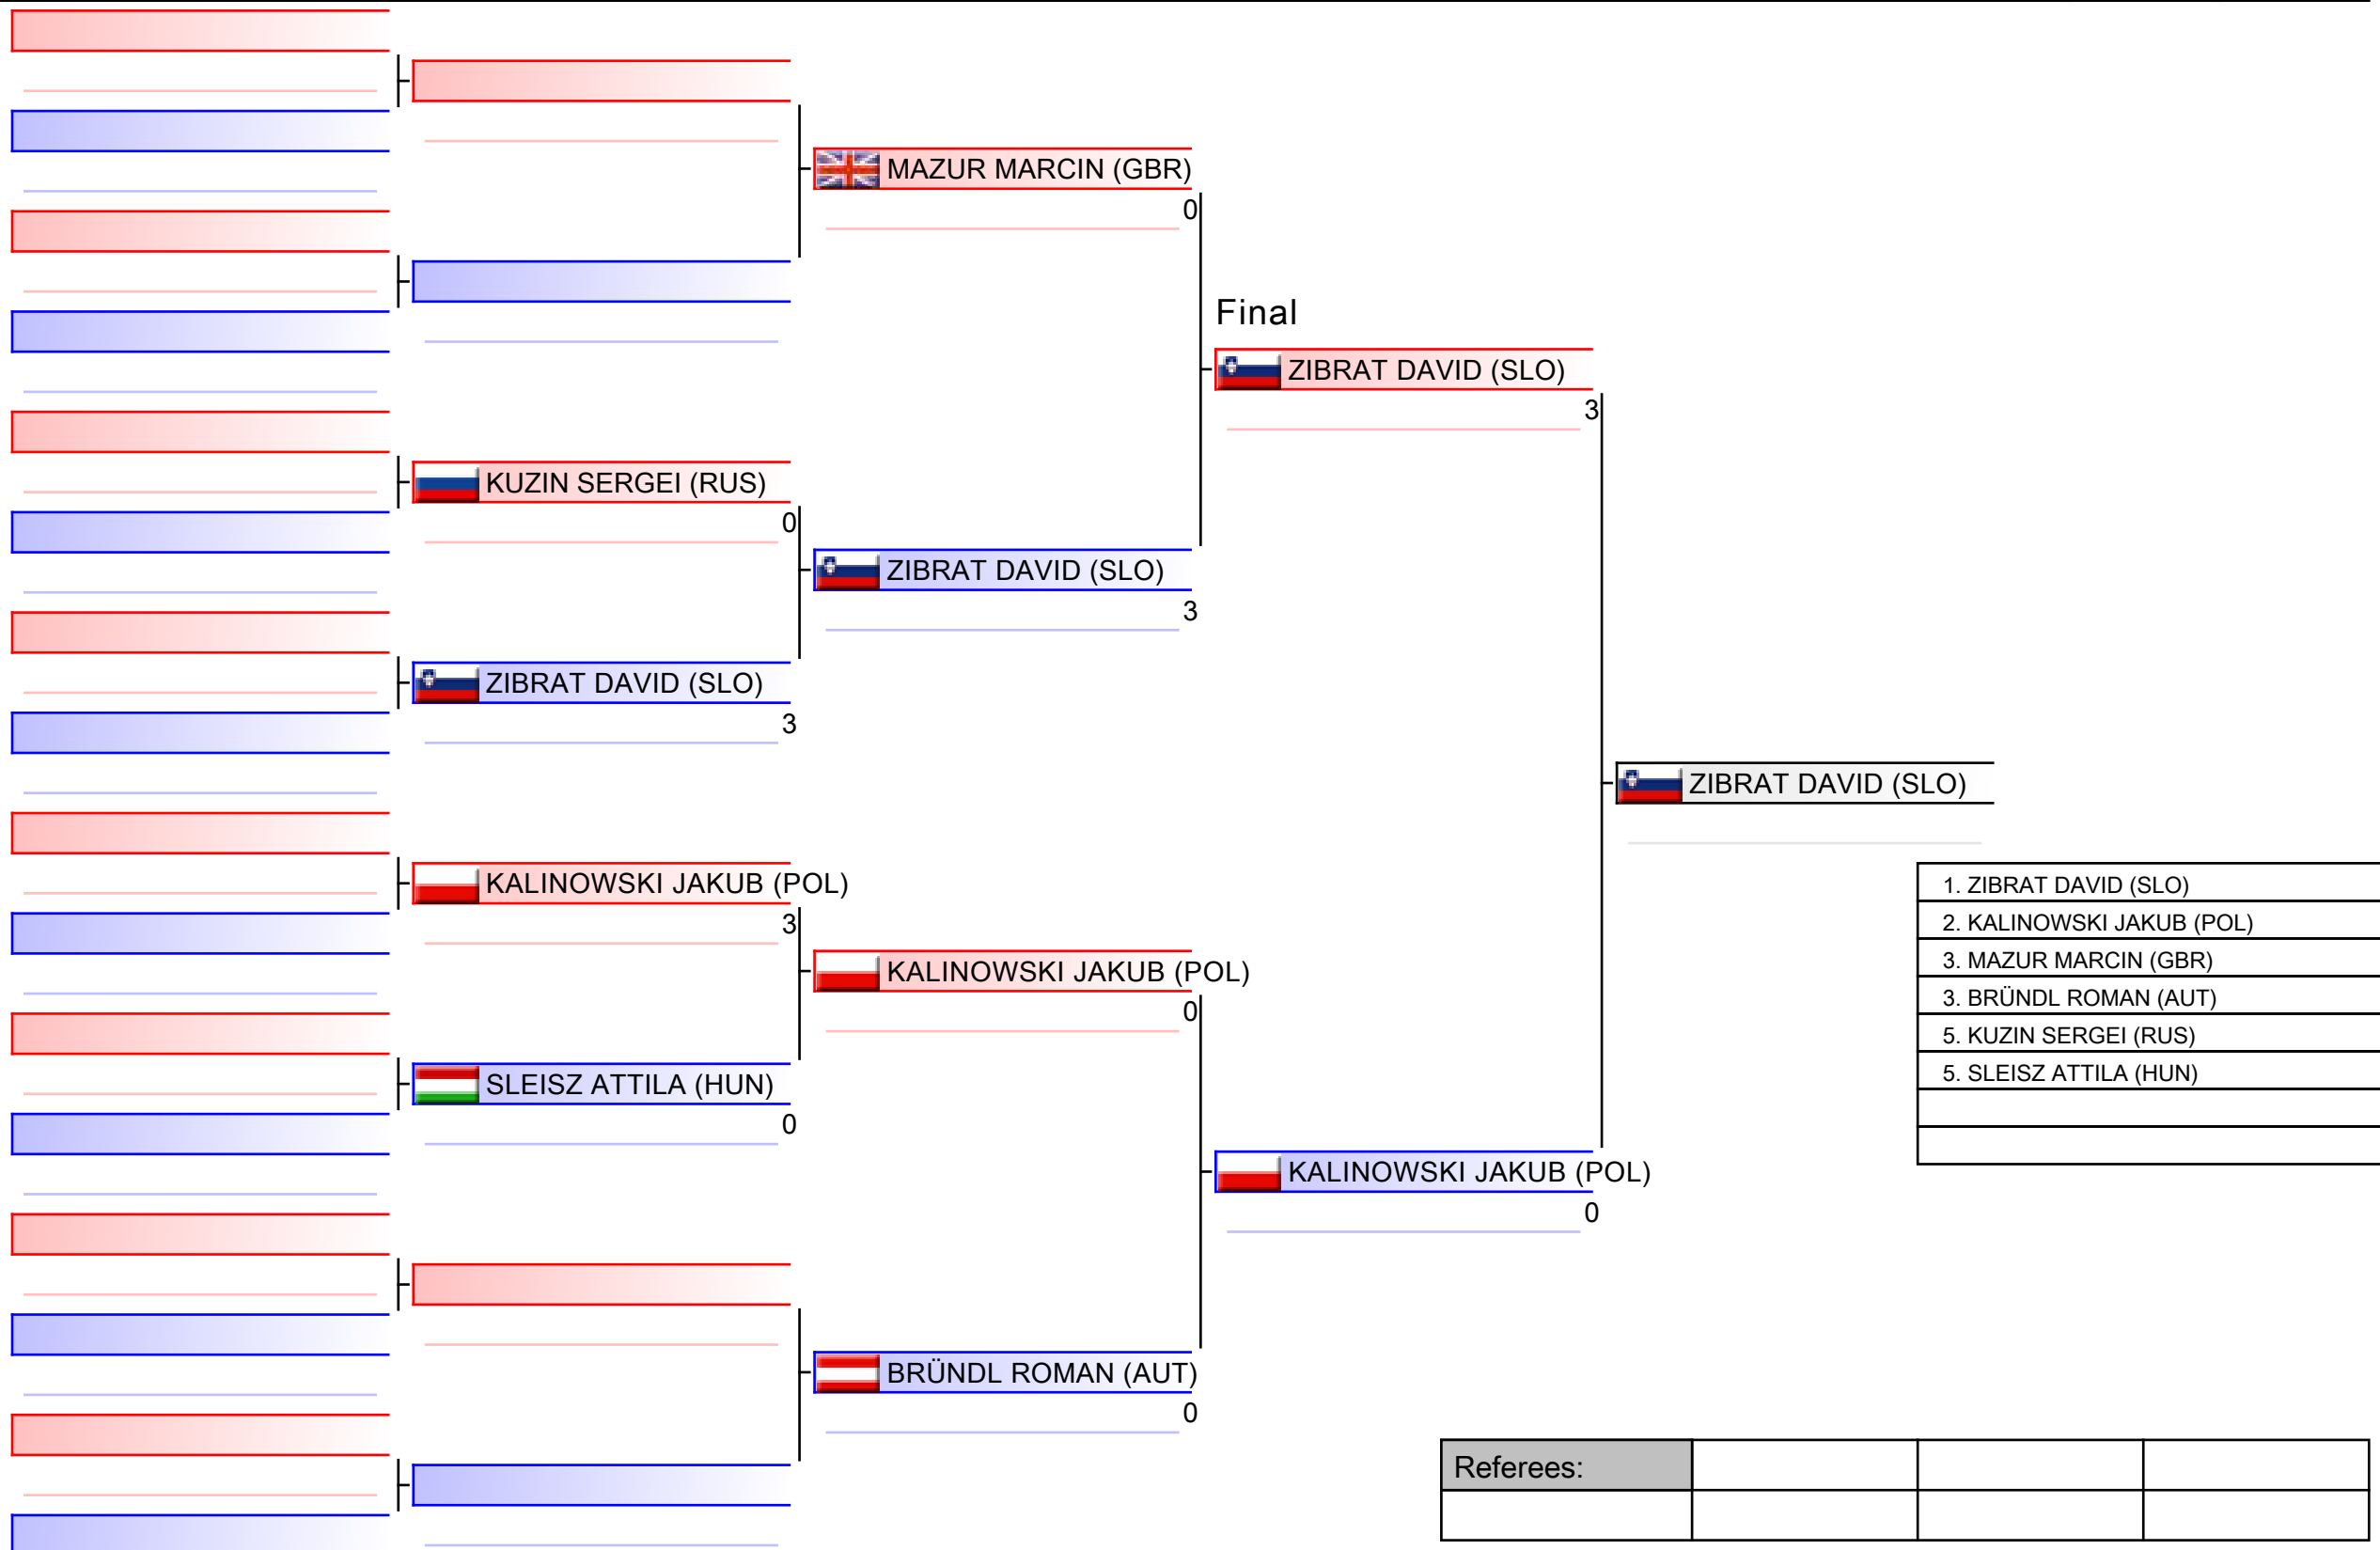 MAZUR MARCIN (GBR)
0
Final
ZIBRAT DAVID (SLO)
3
KUZIN SERGEI (RUS)
0
ZIBRAT DAVID (SLO)
3
ZIBRAT DAVID (SLO)
3
ZIBRAT DAVID (SLO)
KALINOWSKI JAKUB (POL)
3
KALINOWSKI JAKUB (POL)
0
SLEISZ ATTILA (HUN)
0
KALINOWSKI JAKUB (POL)
0
BRÜNDL ROMAN (AUT)
0
1. ZIBRAT DAVID (SLO)
2. KALINOWSKI JAKUB (POL)
3. MAZUR MARCIN (GBR)
3. BRÜNDL ROMAN (AUT)
5. KUZIN SERGEI (RUS)
5. SLEISZ ATTILA (HUN)
Referees: